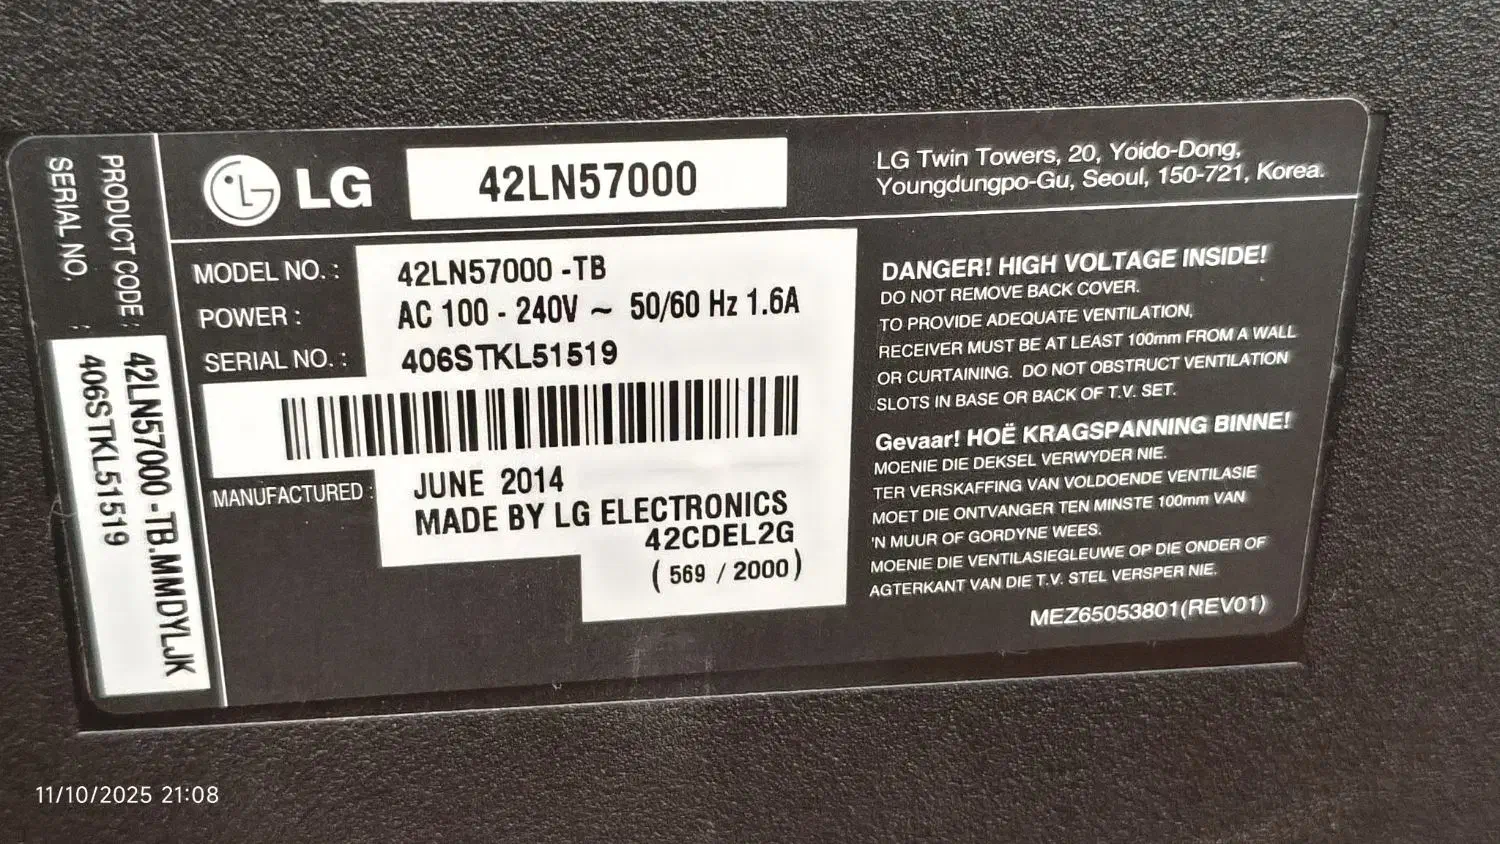 PRODUCT CODE :
SERIAL NO. :
42LN57000 -TB.MMMDYLJK
406STKL51519
LG
42LN57000
LG Twin Towers, 20, Yoido-Dong,
Youngdungpo-Gu, Seoul, 150-721, Korea.
MODEL NO. : 42LN57000 -TB
POWER : AC 100 - 240V ~ 50/60 Hz 1.6A
SERIAL NO. : 406STKL51519
MANUFACTURED : JUNE 2014
MADE BY LG ELECTRONICS
42CDEL2G
( 569 / 2000 )
DANGER! HIGH VOLTAGE INSIDE!
DO NOT REMOVE BACK COVER.
TO PROVIDE ADEQUATE VENTILATION,
RECEIVER MUST BE AT LEAST 100mm FROM A WALL
OR CURTAINING. DO NOT OBSTRUCT VENTILATION
SLOTS IN BASE OR BACK OF T.V. SET.
Gevaar! HOË KRAGSPANNING BINNE!
MOENIE DIE DEKSEL VERWYDER NIE.
TER VERSKAFFING VAN VOLDOENDE VENTILASIE
MOET DIE ONTVANGER TEN MINSTE 100mm VAN
'N MUUR OF GORDYNE WEES.
MOENIE DIE VENTILASIEGLEUWE OP DIE ONDER OF
AGTERKANT VAN DIE T.V. STEL VERSPER NIE.
MEZ65053801(REV01)
11/10/2025 21:08